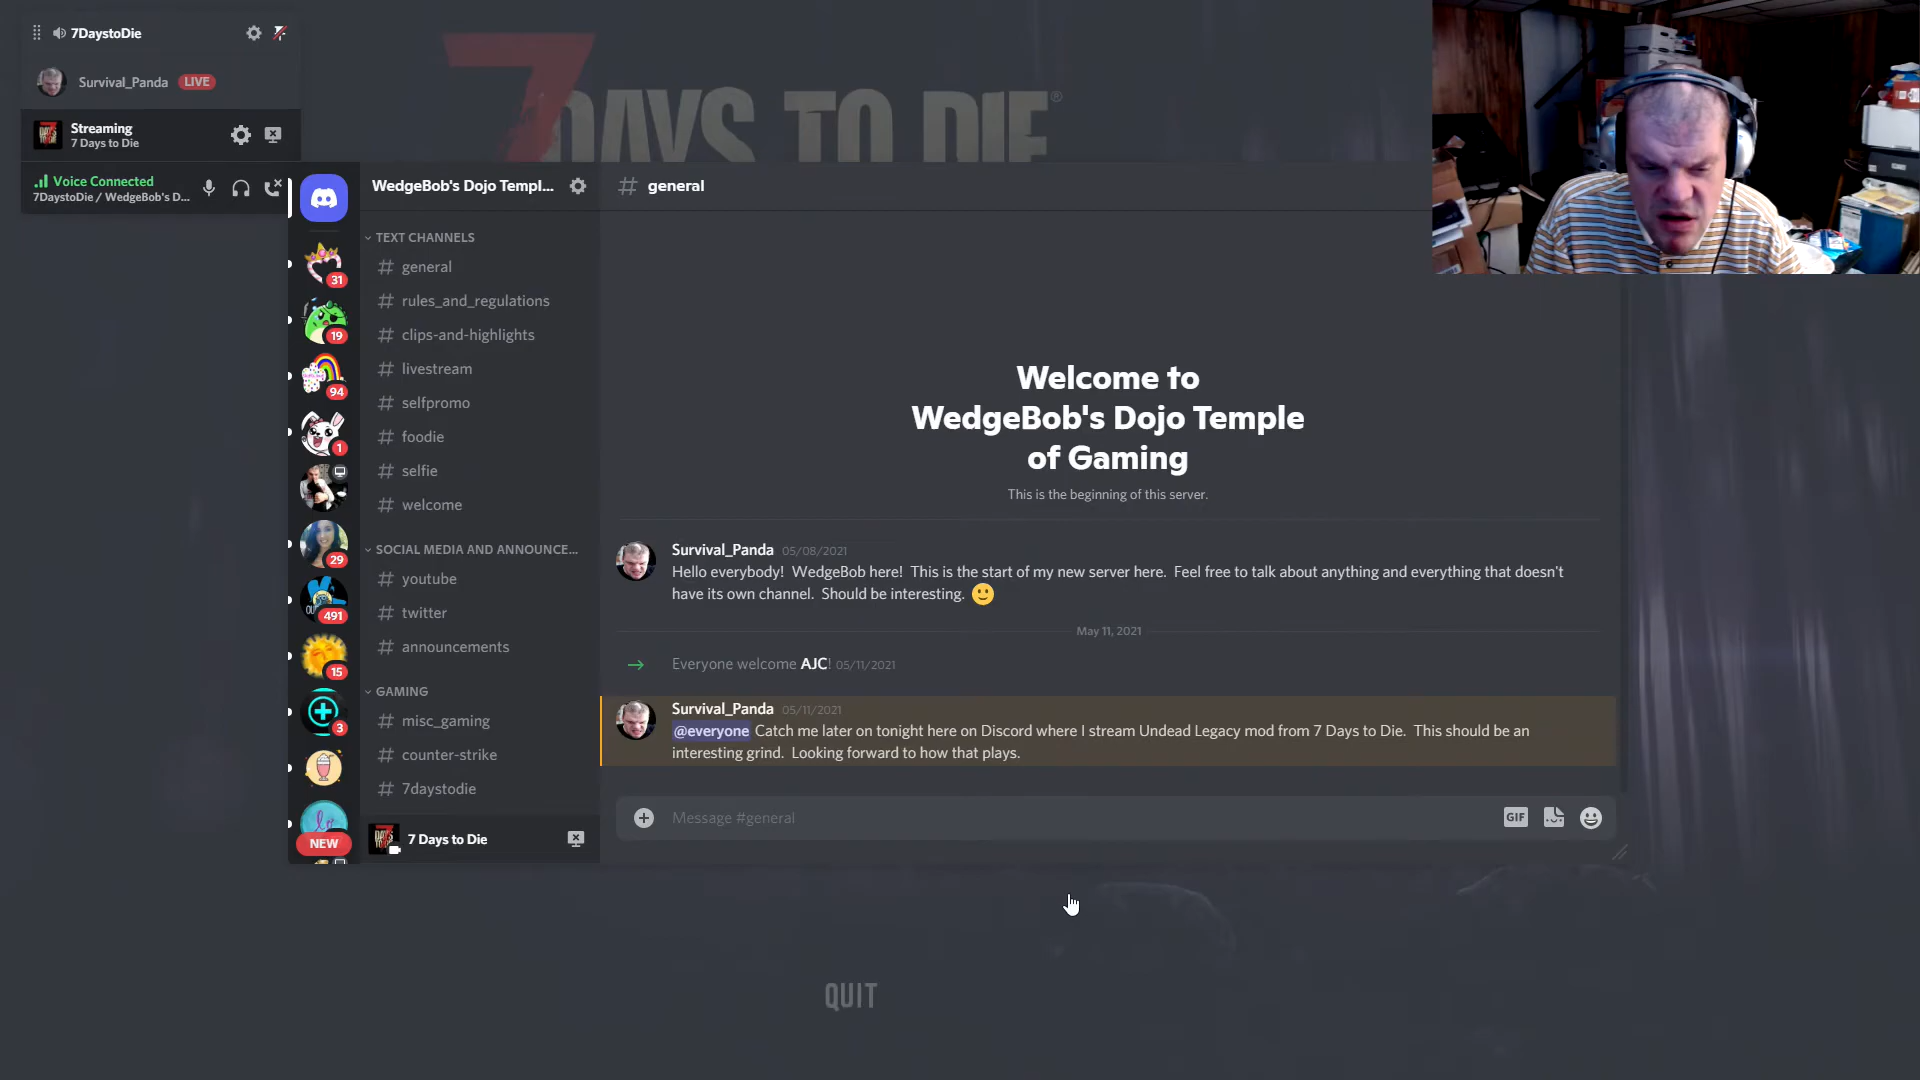 7DaystoDie
Survival_Panda LIVE
Streaming
7 Days to Die
Voice Connected
7DaystoDie / WedgeBob's D...
7 DAYS TO DIE®
31
19
94
1
29
491
15
3
NEW
WedgeBob's Dojo Templ...
TEXT CHANNELS
# general
# rules_and_regulations
# clips-and-highlights
# livestream
# selfpromo
# foodie
# selfie
# welcome
SOCIAL MEDIA AND ANNOUNCE...
# youtube
# twitter
# announcements
GAMING
# misc_gaming
# counter-strike
# 7daystodie
7 Days to Die
# general
Welcome to
WedgeBob's Dojo Temple
of Gaming
This is the beginning of this server.
Survival_Panda 05/08/2021
Hello everybody! WedgeBob here! This is the start of my new server here. Feel free to talk about anything and everything that doesn't
have its own channel. Should be interesting. 🙂
May 11, 2021
Everyone welcome AJC! 05/11/2021
Survival_Panda 05/11/2021
@everyone Catch me later on tonight here on Discord where I stream Undead Legacy mod from 7 Days to Die. This should be an
interesting grind. Looking forward to how that plays.
Message #general
GIF
QUIT